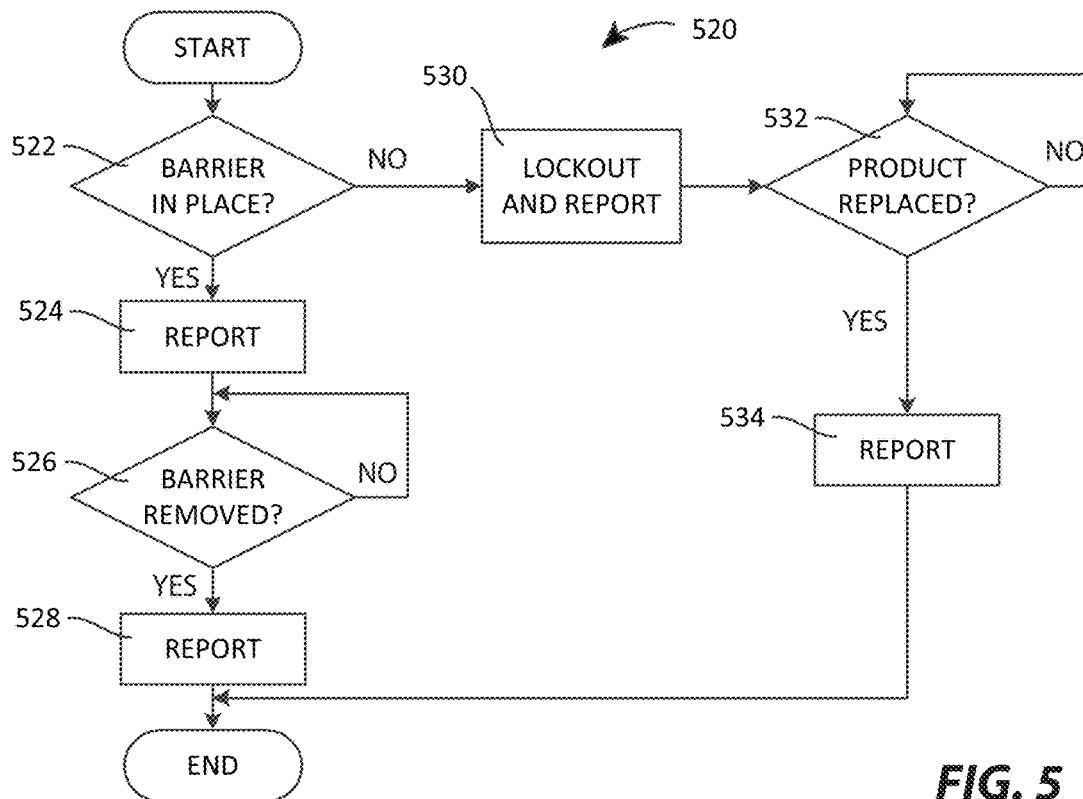 START
520
530
522
BARRIER
IN PLACE?
NO
LOCKOUT
AND REPORT
532
PRODUCT
REPLACED?
NO
YES
524
REPORT
YES
526
BARRIER
REMOVED?
NO
534
REPORT
YES
528
REPORT
END
FIG. 5